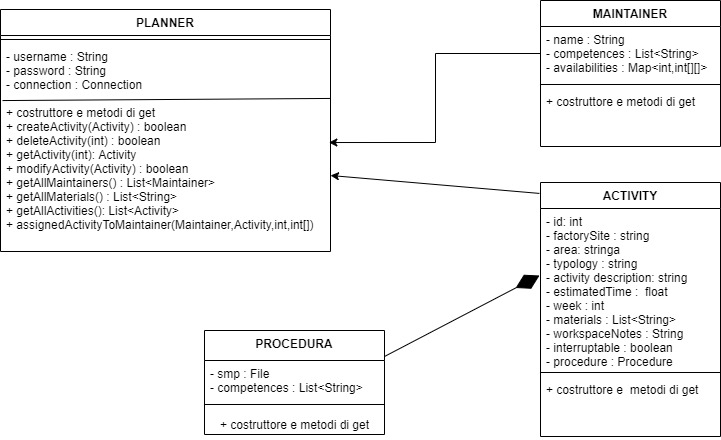 PLANNER
- username : String
- password : String
- connection : Connection
+ costruttore e metodi di get
+ createActivity(Activity) : boolean
+ deleteActivity(int) : boolean
+ getActivity(int): Activity
+ modifyActivity(Activity) : boolean
+ getAllMaintainers() : List<Maintainer>
+ getAllMaterials() : List<String>
+ getAllActivities(): List<Activity>
+ assignedActivityToMaintainer(Maintainer,Activity,int,int[])
MAINTAINER
- name : String
- competences : List<String>
- availabilities : Map<int,int[][]>
+ costruttore e metodi di get
ACTIVITY
- id: int
- factorySite : string
- area: stringa
- typology : string
- activity description: string
- estimatedTime :  float
- week : int
- materials : List<String>
- workspaceNotes : String
- interruptable : boolean
- procedure : Procedure
+ costruttore e  metodi di get
PROCEDURA
- smp : File
- competences : List<String>
+ costruttore e metodi di get